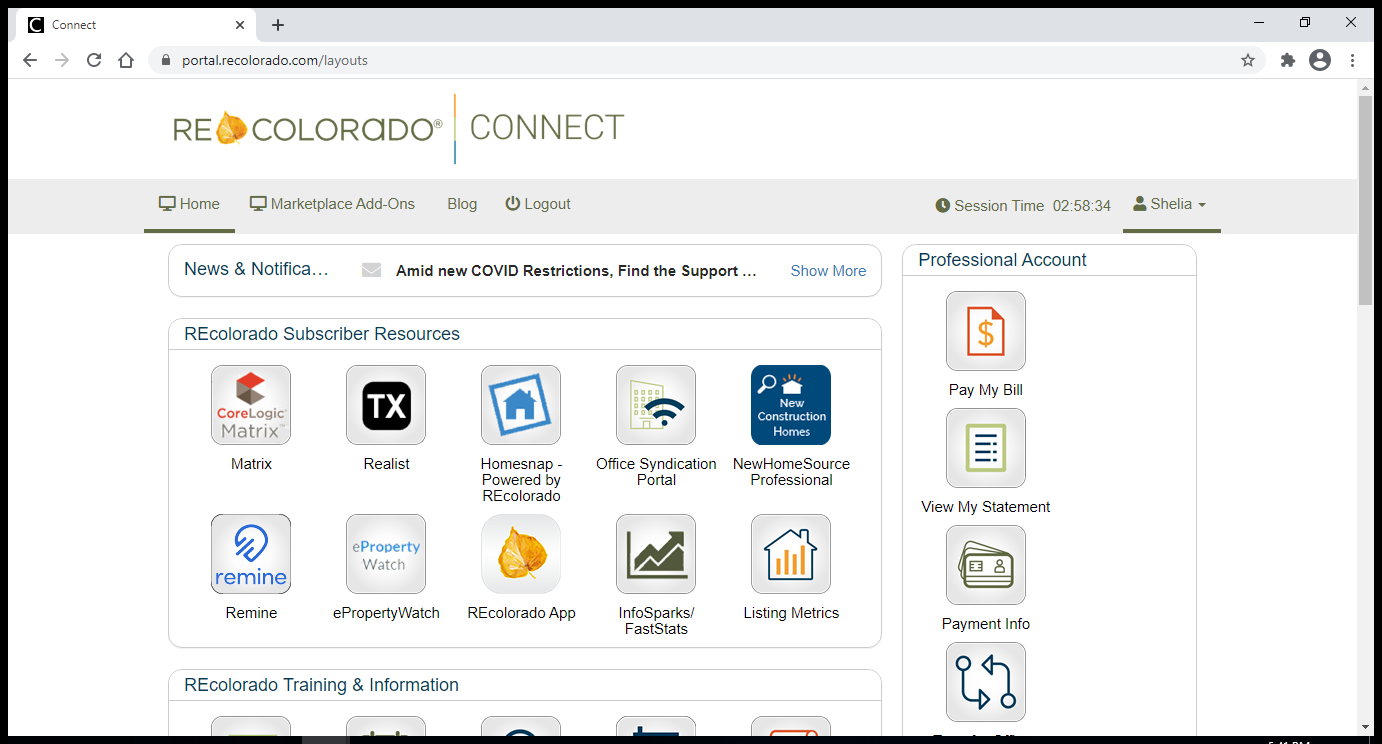 Connect
portal.recolorado.com/layouts
RE COLORADO® CONNECT
Home Marketplace Add-Ons Blog Logout Session Time 02:58:34 Shelia
News & Notifica… Amid new COVID Restrictions, Find the Support … Show More
REcolorado Subscriber Resources
CoreLogic
Matrix™
Matrix
TX
Realist
Homesnap -
Powered by
REcolorado
Office Syndication
Portal
New
Construction
Homes
NewHomeSource
Professional
remine
Remine
eProperty
Watch
ePropertyWatch
REcolorado App
InfoSparks/
FastStats
Listing Metrics
REcolorado Training & Information
Professional Account
$
Pay My Bill
View My Statement
Payment Info